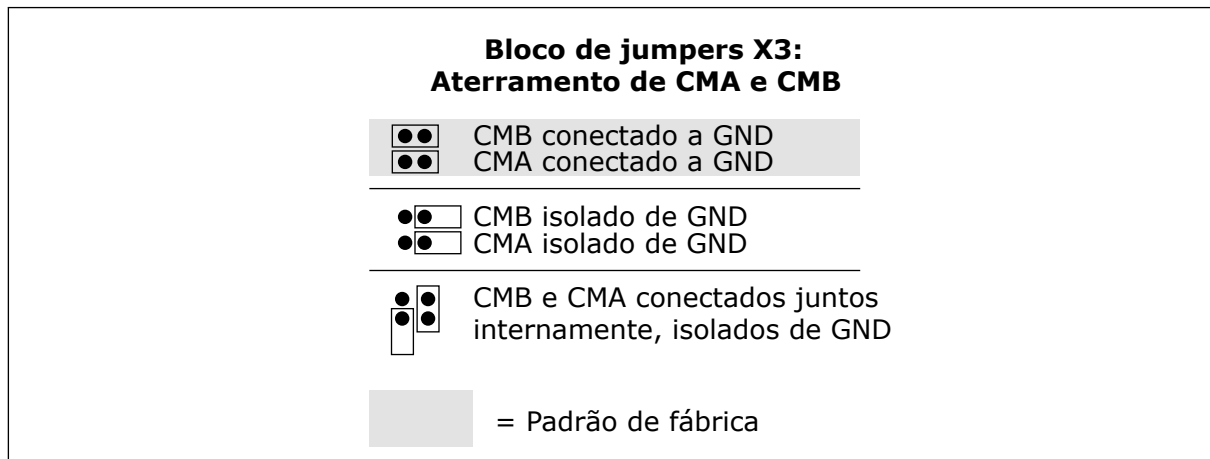 Bloco de jumpers X3:
Aterramento de CMA e CMB
CMB conectado a GND
CMA conectado a GND
CMB isolado de GND
CMA isolado de GND
CMB e CMA conectados juntos
internamente, isolados de GND
= Padrão de fábrica